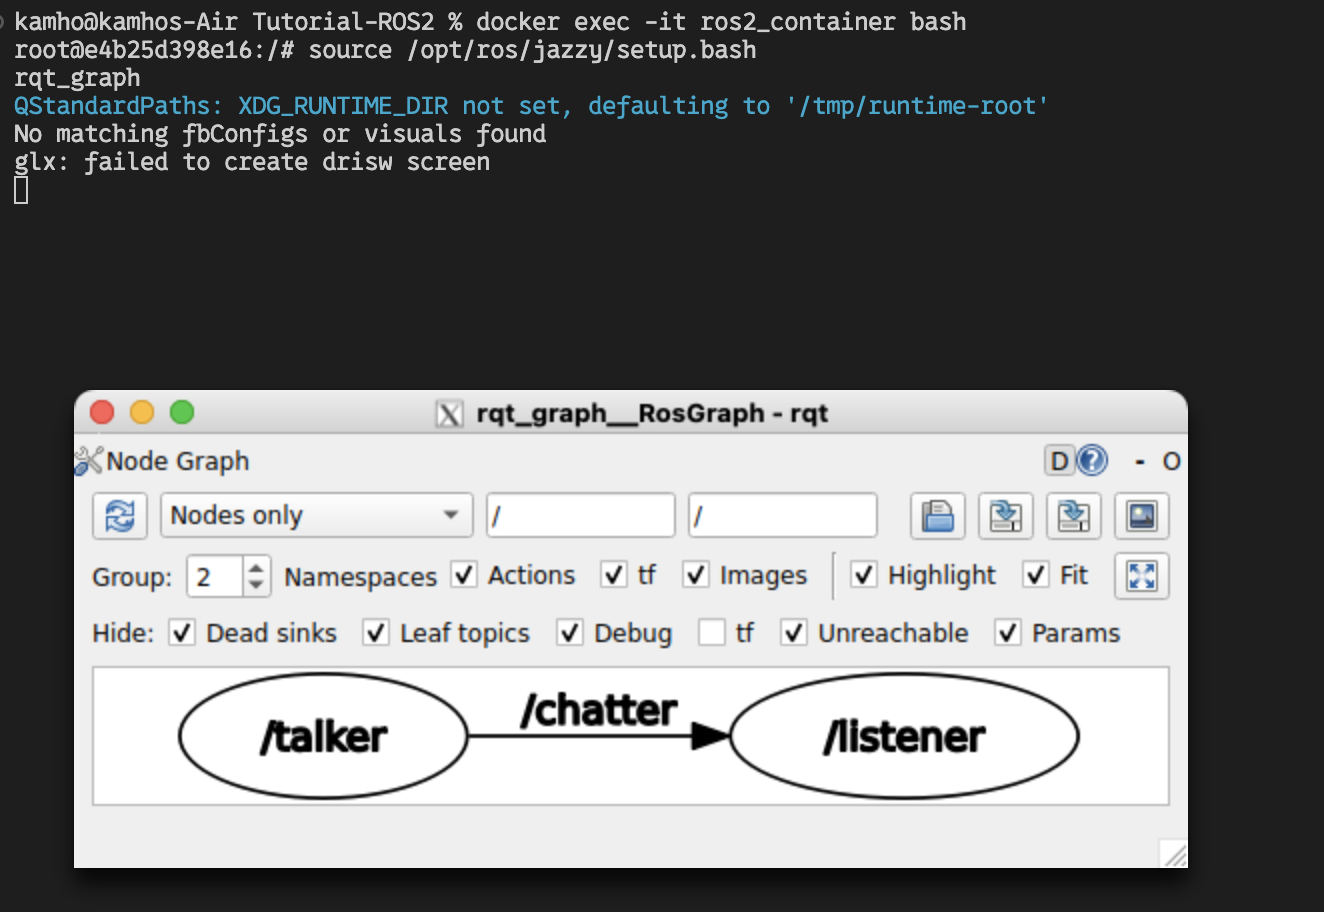 kamho@kamhos-Air Tutorial-ROS2 % docker exec -it ros2_container bash
root@e4b25d398e16:/# source /opt/ros/jazzy/setup.bash
rqt_graph
QStandardPaths: XDG_RUNTIME_DIR not set, defaulting to '/tmp/runtime-root'
No matching fbConfigs or visuals found
glx: failed to create drisw screen
rqt_graph__RosGraph - rqt
Node Graph D ? - O
Nodes only / /
Group: 2 Namespaces Actions tf Images Highlight Fit
Hide: Dead sinks Leaf topics Debug tf Unreachable Params
/talker /chatter /listener